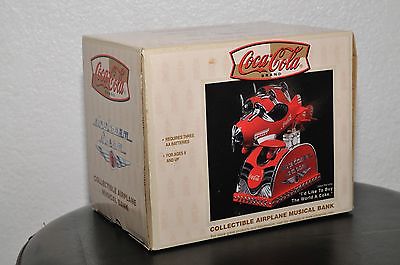 Coca-Cola
BRAND
Coca-Cola
BRAND
• REQUIRES THREE
AA BATTERIES
• FOR AGES 8
AND UP
"I'd Like To Buy
The World A Coke."
COLLECTIBLE AIRPLANE MUSICAL BANK
COLLECTIBLE AIRPLANE
MUSICAL BANK